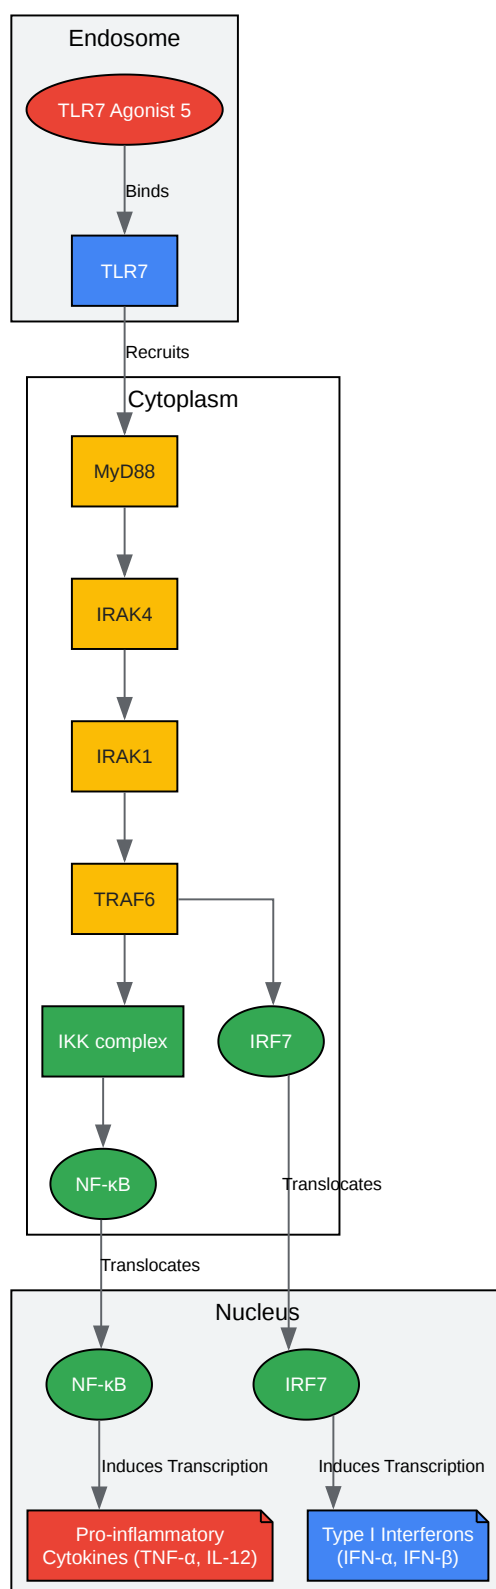 Endosome
TLR7 Agonist 5
Binds
TLR7
Recruits
Cytoplasm
MyD88
IRAK4
IRAK1
TRAF6
IKK complex
IRF7
NF-κB
Translocates
Translocates
Nucleus
NF-κB
IRF7
Induces Transcription
Induces Transcription
Pro-inflammatory
Cytokines (TNF-α, IL-12)
Type I Interferons
(IFN-α, IFN-β)